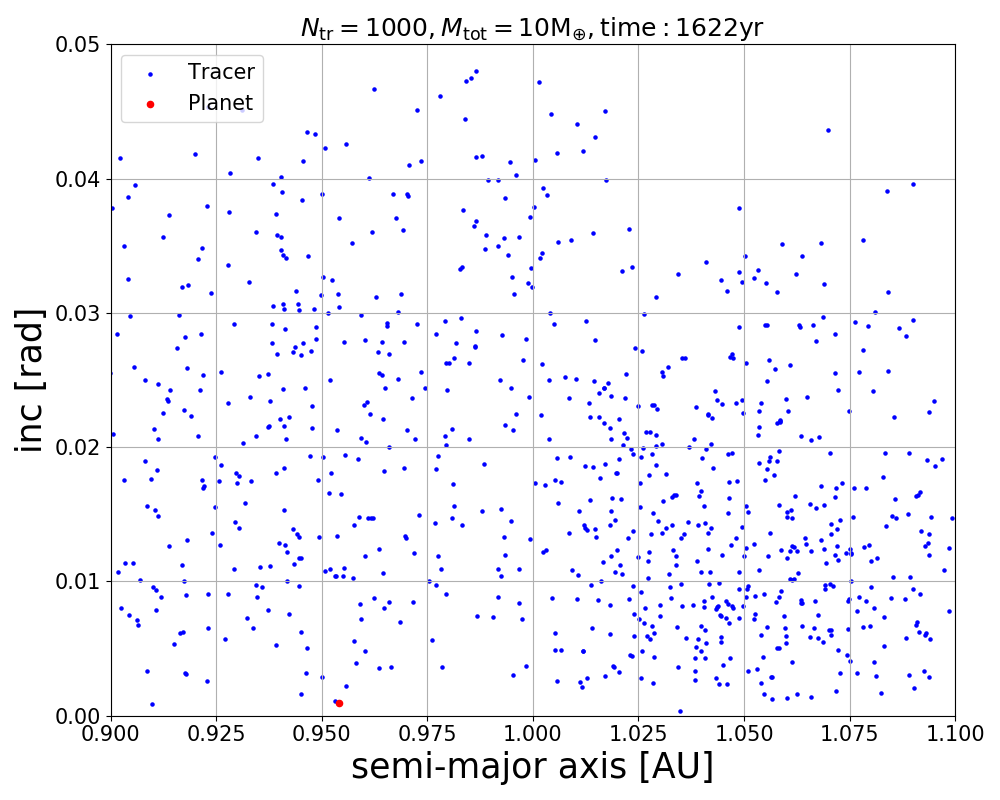 N_tr = 1000, M_tot = 10M_⊕, time : 1622yr
Tracer
Planet
inc [rad]
0.05
0.04
0.03
0.02
0.01
0.00
0.900 0.925 0.950 0.975 1.000 1.025 1.050 1.075 1.100
semi-major axis [AU]